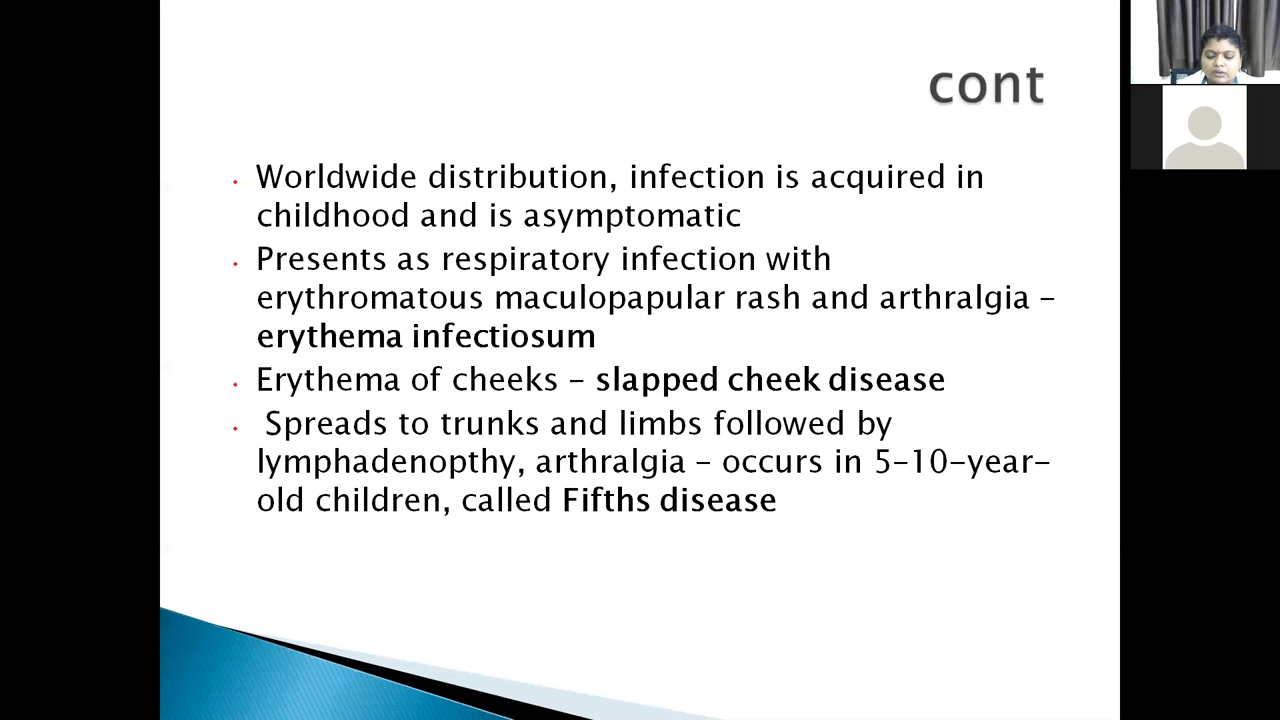 cont
Worldwide distribution, infection is acquired in
childhood and is asymptomatic
Presents as respiratory infection with
erythromatous maculopapular rash and arthralgia –
erythema infectiosum
Erythema of cheeks – slapped cheek disease
Spreads to trunks and limbs followed by
lymphadenopthy, arthralgia – occurs in 5-10-year-
old children, called Fifths disease